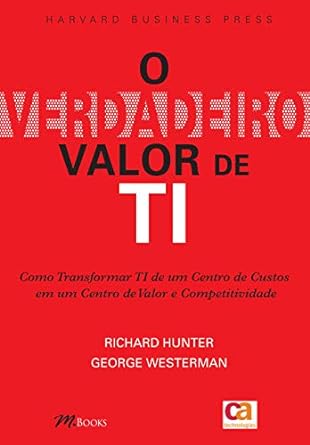 HARVARD BUSINESS PRESS
O
VERDADEIRO
VALOR DE
TI
Como Transformar TI de um Centro de Custos
em um Centro de Valor e Competitividade
RICHARD HUNTER
GEORGE WESTERMAN
M.BOOKS
ca
technologies